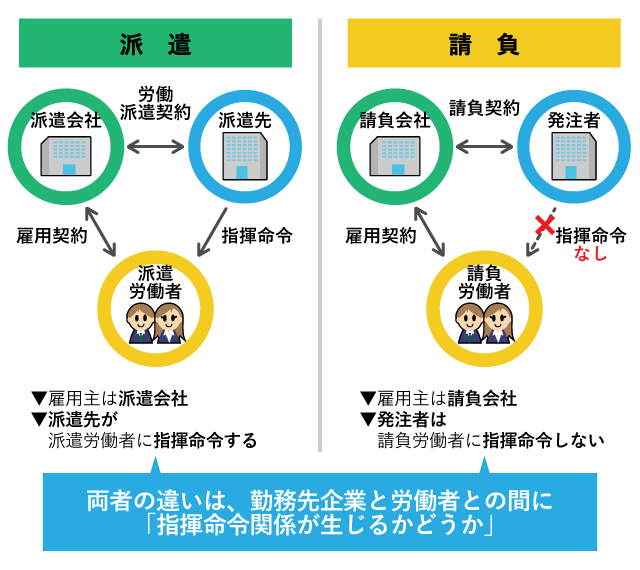 派 遣
労働
派遣契約
派遣会社
派遣先
雇用契約
指揮命令
派遣
労働者
▼雇用主は派遣会社
▼派遣先が
派遣労働者に指揮命令する
請 負
請負契約
請負会社
発注者
雇用契約
指揮命令
なし
請負
労働者
▼雇用主は請負会社
▼発注者は
請負労働者に指揮命令しない
両者の違いは、勤務先企業と労働者との間に
「指揮命令関係が生じるかどうか」